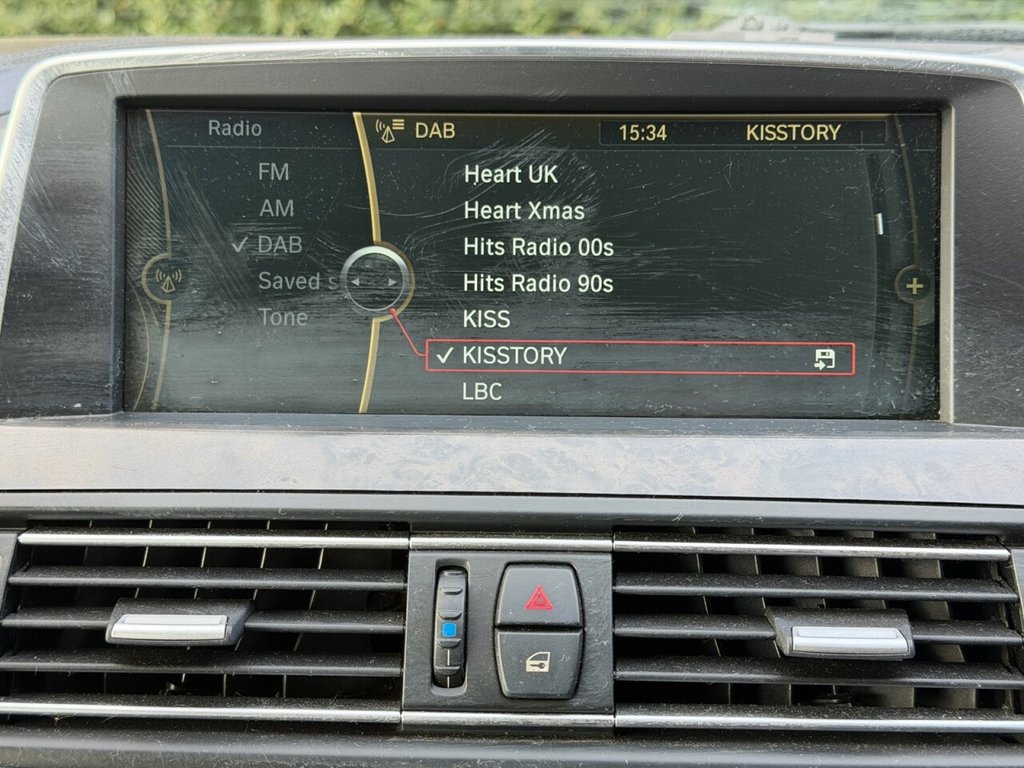 Radio
FM
AM
✓ DAB
Saved s
Tone
DAB
15:34 KISSTORY
Heart UK
Heart Xmas
Hits Radio 00s
Hits Radio 90s
KISS
✓ KISSTORY
LBC